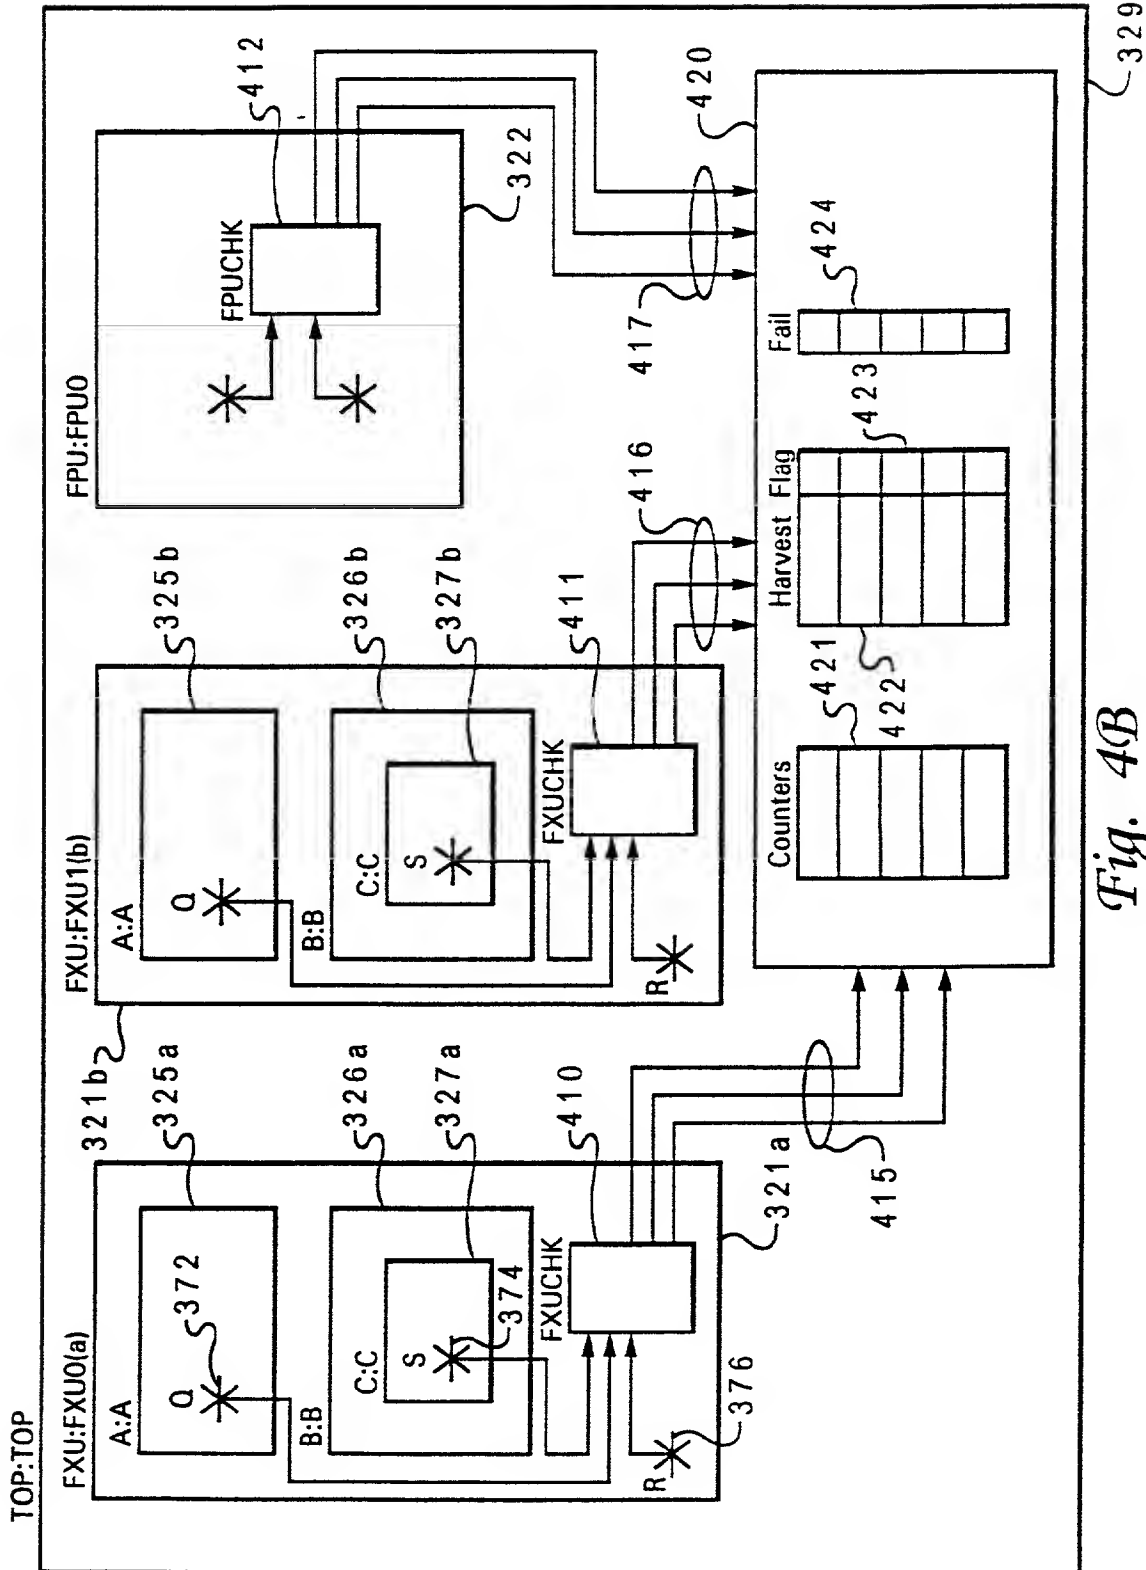 TOP:TOP
FXU:FXU0(a)
A:A
Q
372
325a
B:B
C:C
S
374
326a
327a
FXUCHK
410
R
376
321a
415
321b
FXU:FXU1(b)
A:A
Q
325b
B:B
C:C
S
326b
327b
FXUCHK
411
R
416
FPU:FPU0
FPUCHK
412
322
417
420
Counters
421
422
Harvest
Flag
423
Fail
424
329
Fig. 4B